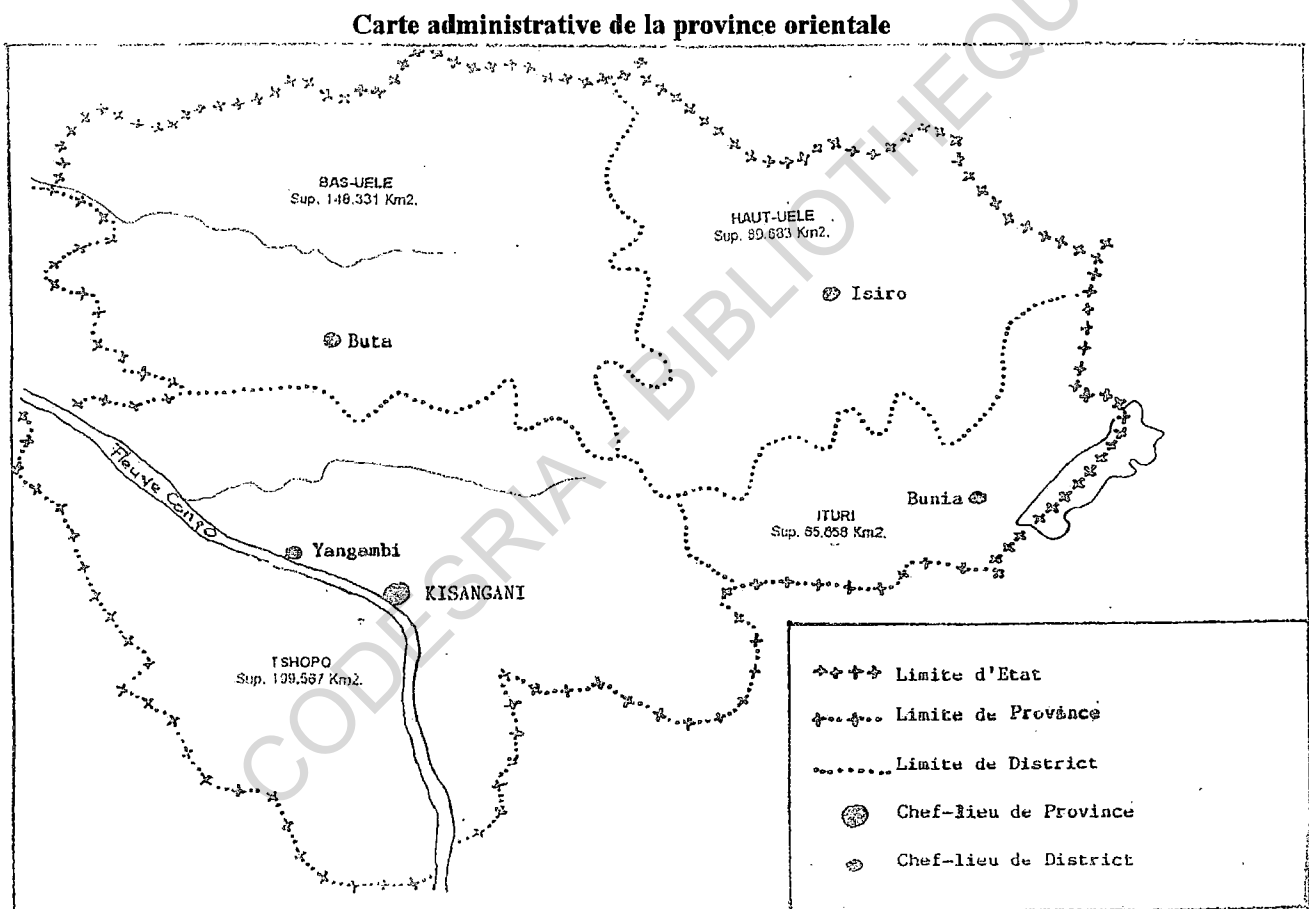 Carte administrative de la province orientale
BAS-UELE
Sup. 148.331 Km2.
HAUT-UELE
Sup. 89.683 Km2.
Isiro
Buta
Fleuve Congo
Bunia
ITURI
Sup. 65.658 Km2.
Yangambi
KISANGANI
TSHOPO
Sup. 199.567 Km2.
Limite d'Etat
Limite de Province
Limite de District
Chef-lieu de Province
Chef-lieu de District
CODESRIA - BIBLIOTHEQU